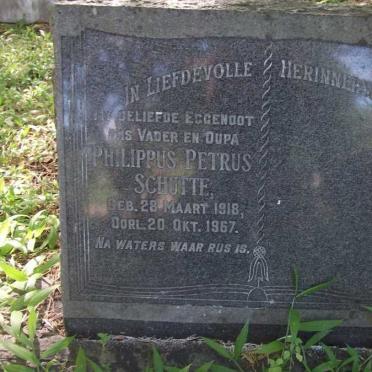 IN LIEFDEVOLLE HERINNERI
MY GELIEFDE EGGENOOT
ONS VADER EN OUPA
PHILIPPUS PETRUS
SCHUTTE,
GEB. 28 MAART 1918,
OORL. 20 OKT. 1967.
NA WATERS WAAR RUS IS.